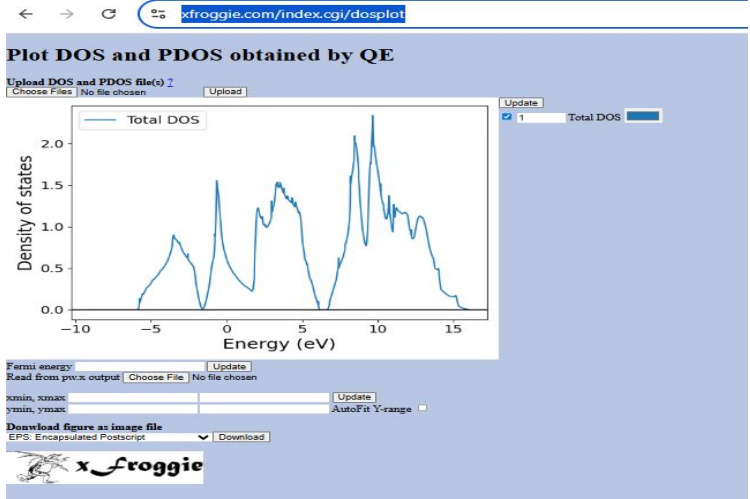 xfroggie.com/index.cgi/dosplot
Plot DOS and PDOS obtained by QE
Upload DOS and PDOS file(s) ?
Choose Files No file chosen Upload
Update
1 Total DOS
Total DOS
Density of states
2.0
1.5
1.0
0.5
0.0
−10 −5 0 5 10 15
Energy (eV)
Fermi energy Update
Read from pw.x output Choose File No file chosen
xmin, xmax Update
ymin, ymax AutoFit Y-range
Donwload figure as image file
EPS: Encapsulated Postscript Download
x_froggie